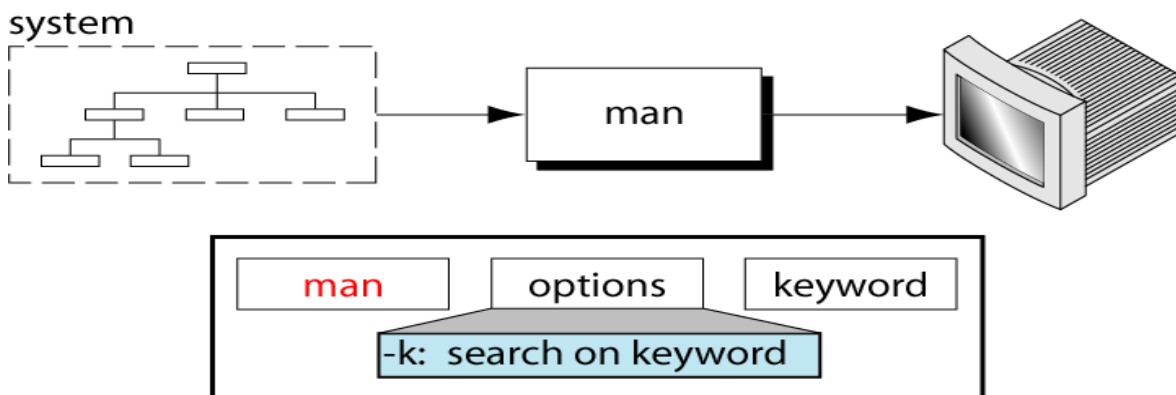 system
man
man
options
keyword
-k: search on keyword